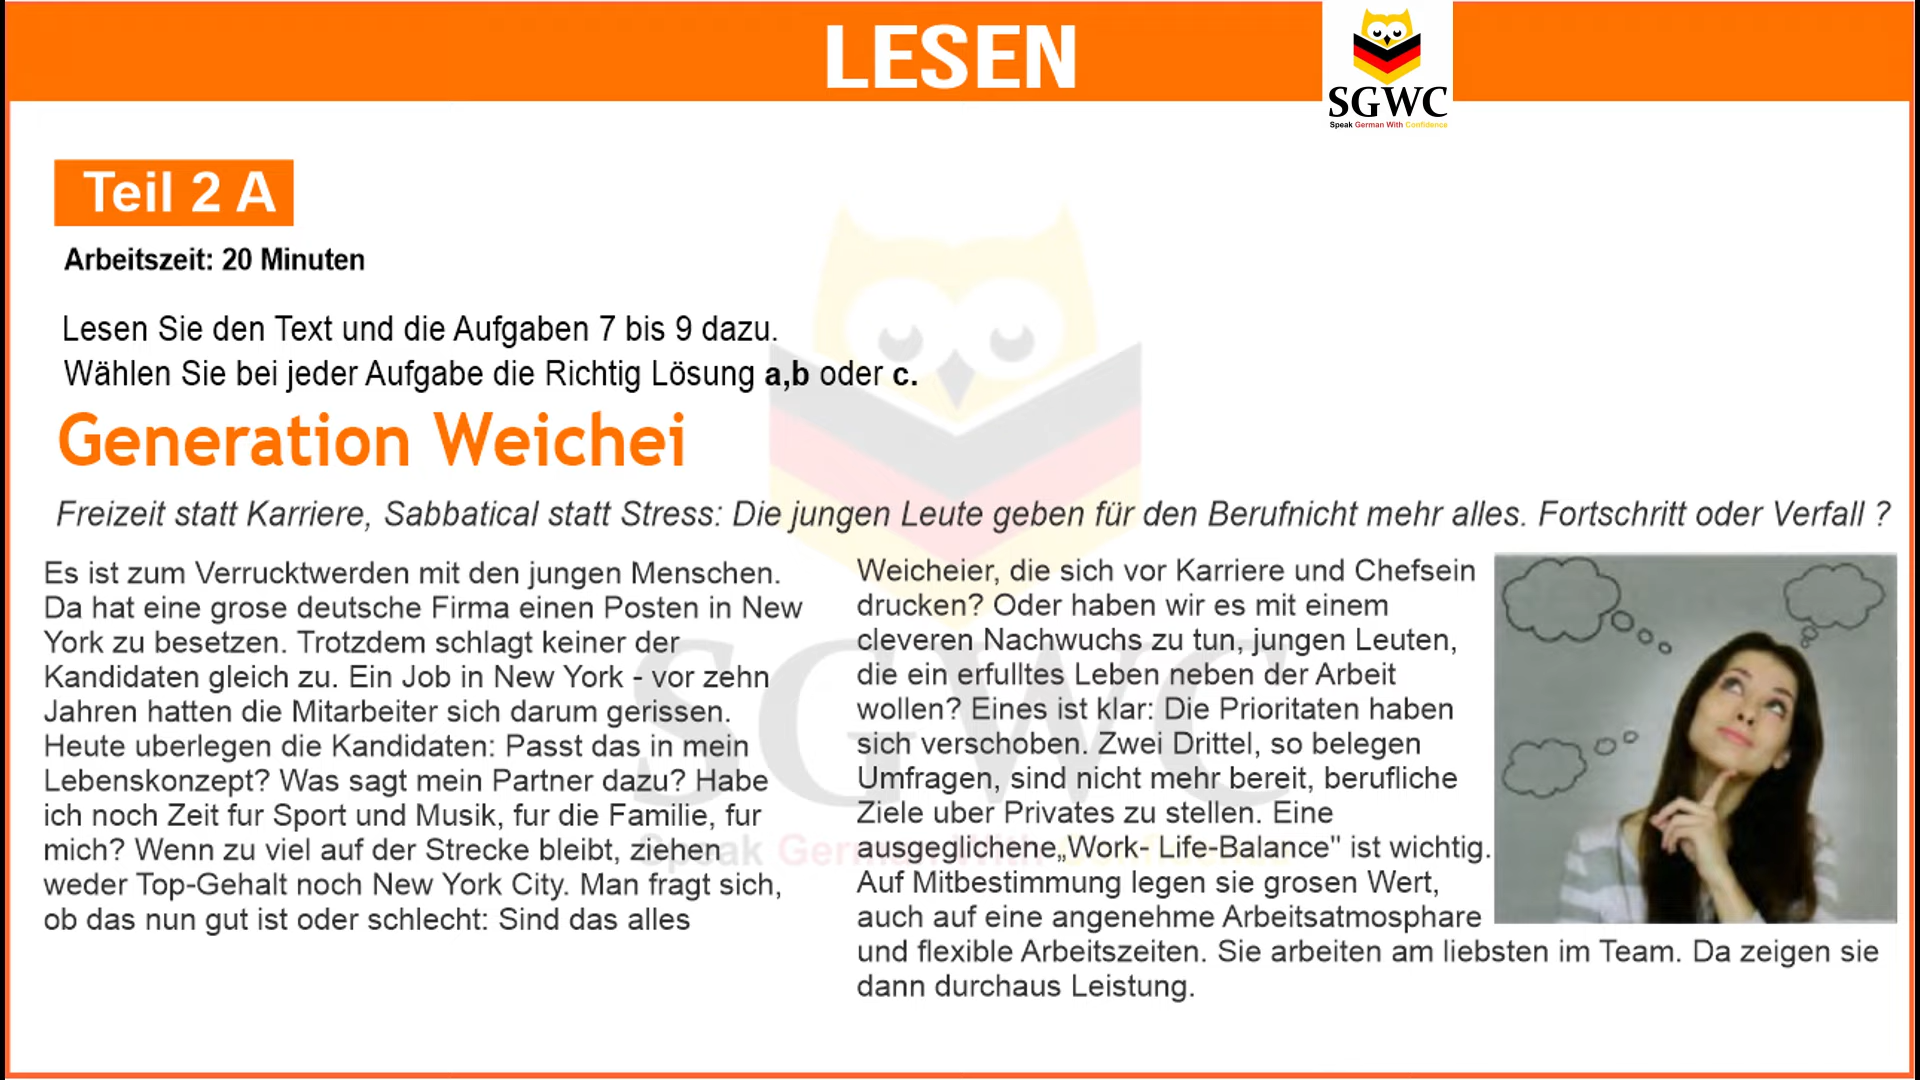 LESEN
SGWC
Speak German With Confidence
Teil 2 A
Arbeitszeit: 20 Minuten
Lesen Sie den Text und die Aufgaben 7 bis 9 dazu.
Wählen Sie bei jeder Aufgabe die Richtig Lösung a,b oder c.
Generation Weichei
Freizeit statt Karriere, Sabbatical statt Stress: Die jungen Leute geben für den Berufnicht mehr alles. Fortschritt oder Verfall ?
Es ist zum Verrucktwerden mit den jungen Menschen.
Da hat eine grose deutsche Firma einen Posten in New
York zu besetzen. Trotzdem schlagt keiner der
Kandidaten gleich zu. Ein Job in New York - vor zehn
Jahren hatten die Mitarbeiter sich darum gerissen.
Heute uberlegen die Kandidaten: Passt das in mein
Lebenskonzept? Was sagt mein Partner dazu? Habe
ich noch Zeit fur Sport und Musik, fur die Familie, fur
mich? Wenn zu viel auf der Strecke bleibt, ziehen
weder Top-Gehalt noch New York City. Man fragt sich,
ob das nun gut ist oder schlecht: Sind das alles
Weicheier, die sich vor Karriere und Chefsein
drucken? Oder haben wir es mit einem
cleveren Nachwuchs zu tun, jungen Leuten,
die ein erfulltes Leben neben der Arbeit
wollen? Eines ist klar: Die Prioritaten haben
sich verschoben. Zwei Drittel, so belegen
Umfragen, sind nicht mehr bereit, berufliche
Ziele uber Privates zu stellen. Eine
ausgeglichene„Work- Life-Balance" ist wichtig.
Auf Mitbestimmung legen sie grosen Wert,
auch auf eine angenehme Arbeitsatmosphare
und flexible Arbeitszeiten. Sie arbeiten am liebsten im Team. Da zeigen sie
dann durchaus Leistung.
SGWC
Speak German With Confidence